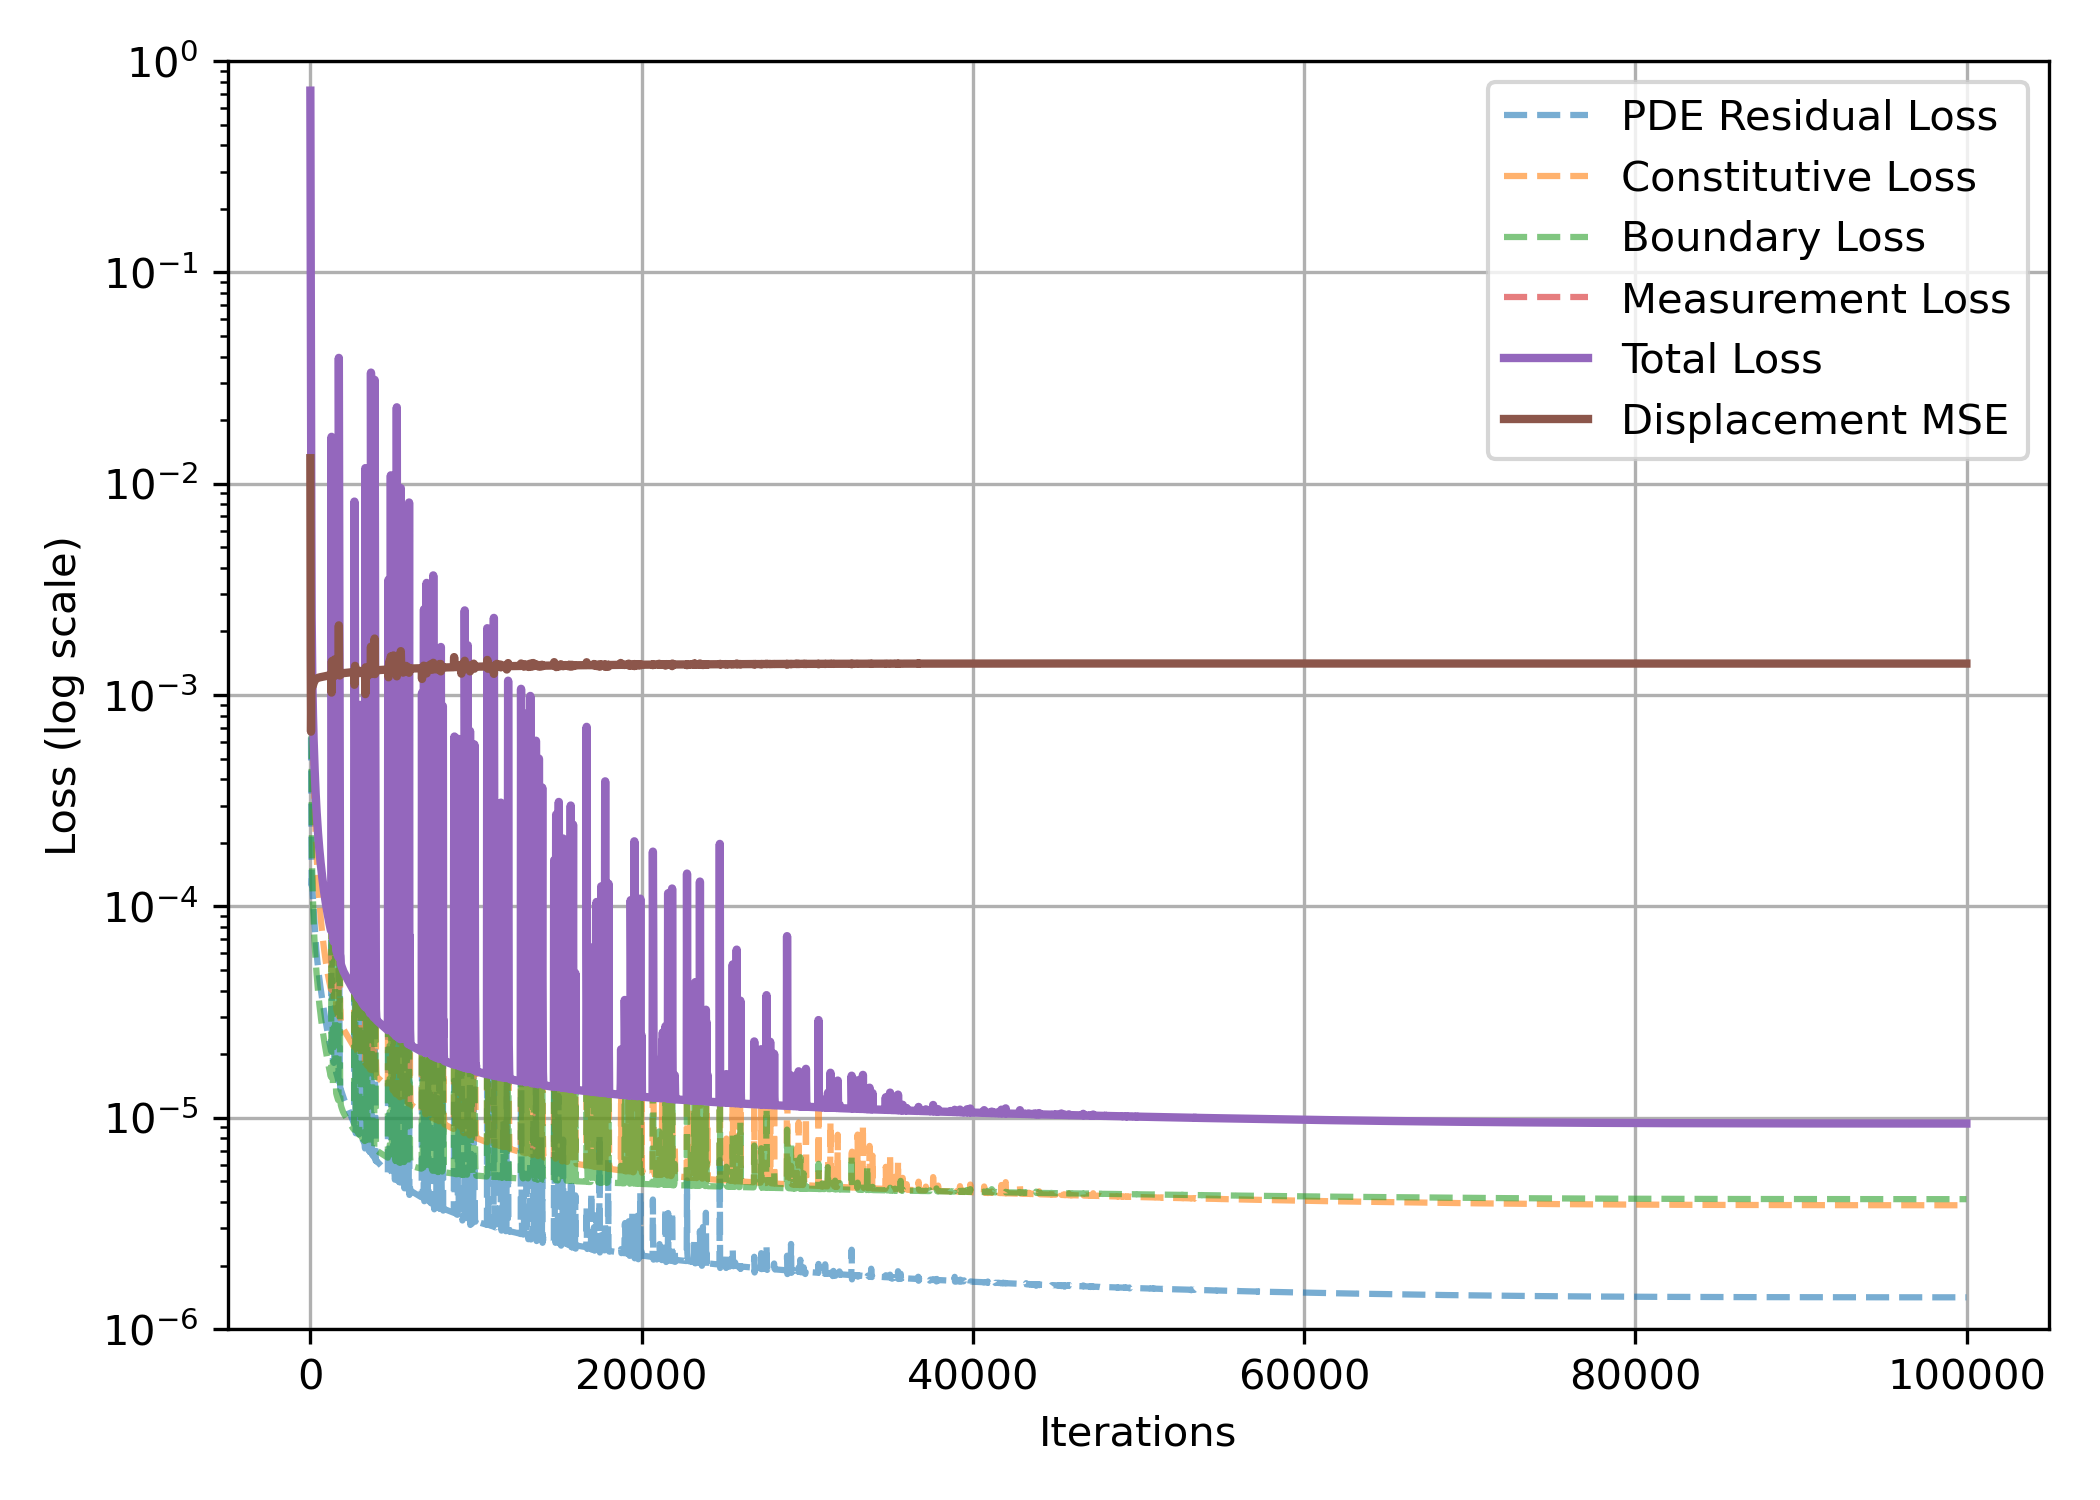 10⁰
10⁻¹
10⁻²
10⁻³
10⁻⁴
10⁻⁵
10⁻⁶
Loss (log scale)
PDE Residual Loss
Constitutive Loss
Boundary Loss
Measurement Loss
Total Loss
Displacement MSE
0 20000 40000 60000 80000 100000
Iterations